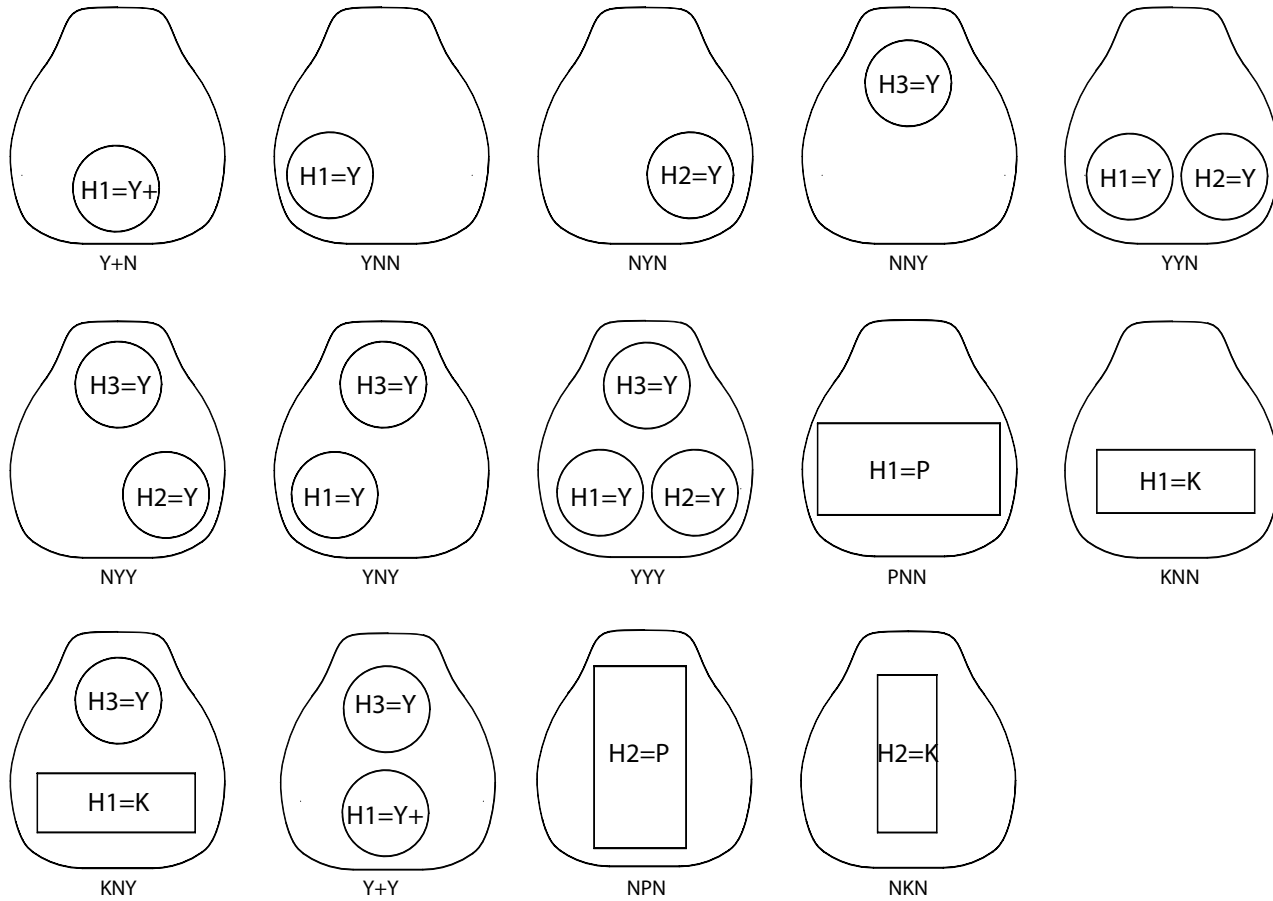 H1=Y+
Y+N
H1=Y
YNN
H2=Y
NYN
H3=Y
NNY
H1=Y H2=Y
YYN
H3=Y
H2=Y
NYY
H3=Y
H1=Y
YNY
H3=Y
H1=Y H2=Y
YYY
H1=P
PNN
H1=K
KNN
H3=Y
H1=K
KNY
H3=Y
H1=Y+
Y+Y
H2=P
NPN
H2=K
NKN